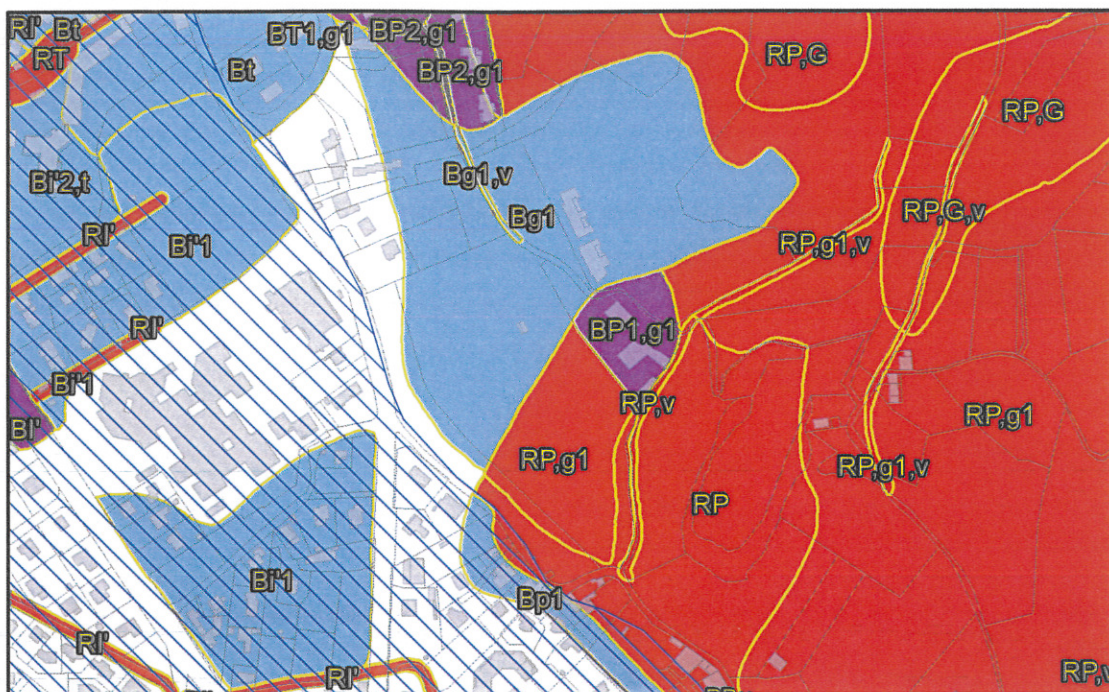 RI' Bt
RT
BT1,g1
BP2,g1
BP2,g1
Bt
RP,G
RP,G
Bi'2,t
Bg1,v
Bg1
RI'
Bi'1
RP,G,v
RP,g1,v
BP1,g1
RI'
Bi'1
RP,v
BI'
RP,g1
RP,g1
RP,g1,v
RP
Bi'1
Bp1
RI'
RI'
RP,v